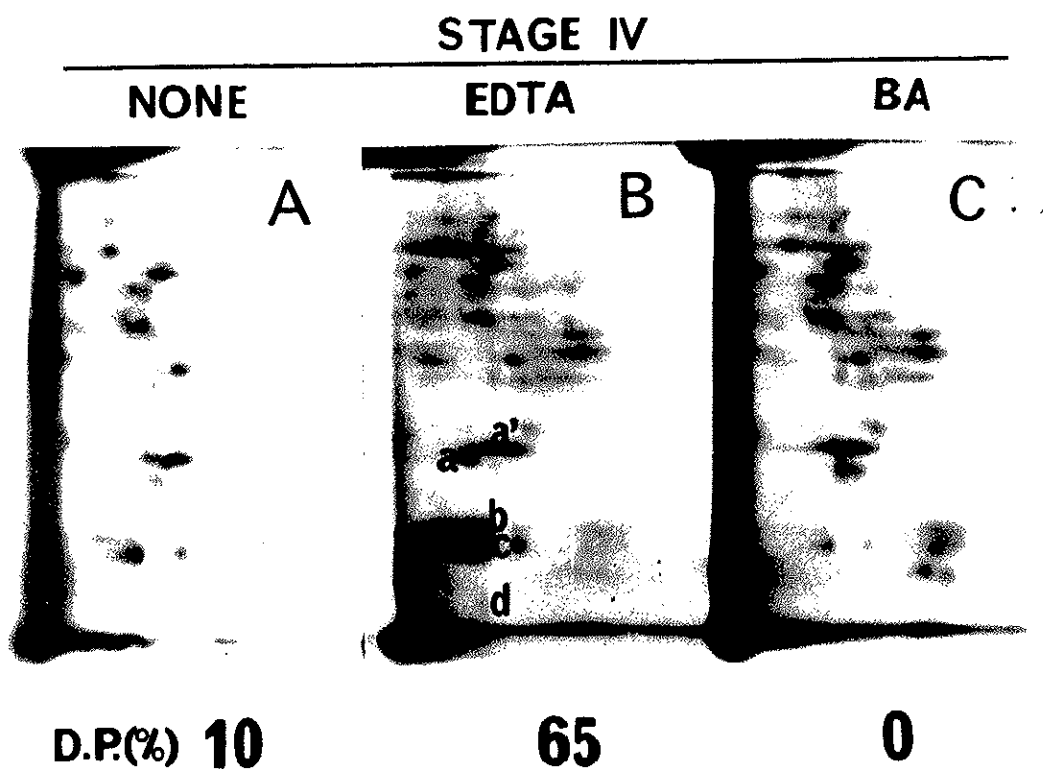 STAGE IV
NONE EDTA BA
A B C
a'
a
b
c
d
D.P.(%) 10 65 0